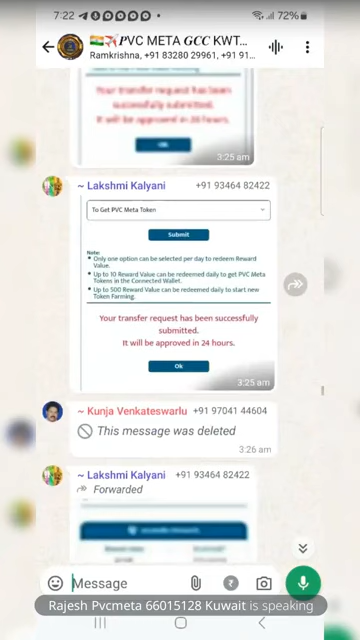 7:22
72%
PVC META GCC KWT...
Ramkrishna, +91 83280 29961, +91 91...
Your transfer request has been
successfully submitted.
It will be approved in 24 hours.
Ok
3:25 am
~ Lakshmi Kalyani +91 93464 82422
To Get PVC Meta Token
Submit
Note:
• Only one option can be selected per day to redeem Reward
Value.
• Up to 10 Reward Value can be redeemed daily to get PVC Meta
Tokens in the Connected Wallet.
• Up to 500 Reward Value can be redeemed daily to start new
Token Farming.
Your transfer request has been successfully
submitted.
It will be approved in 24 hours.
Ok
3:25 am
~ Kunja Venkateswarlu +91 97041 44604
This message was deleted
3:26 am
~ Lakshmi Kalyani +91 93464 82422
Forwarded
Message
Rajesh Pvcmeta 66015128 Kuwait is speaking